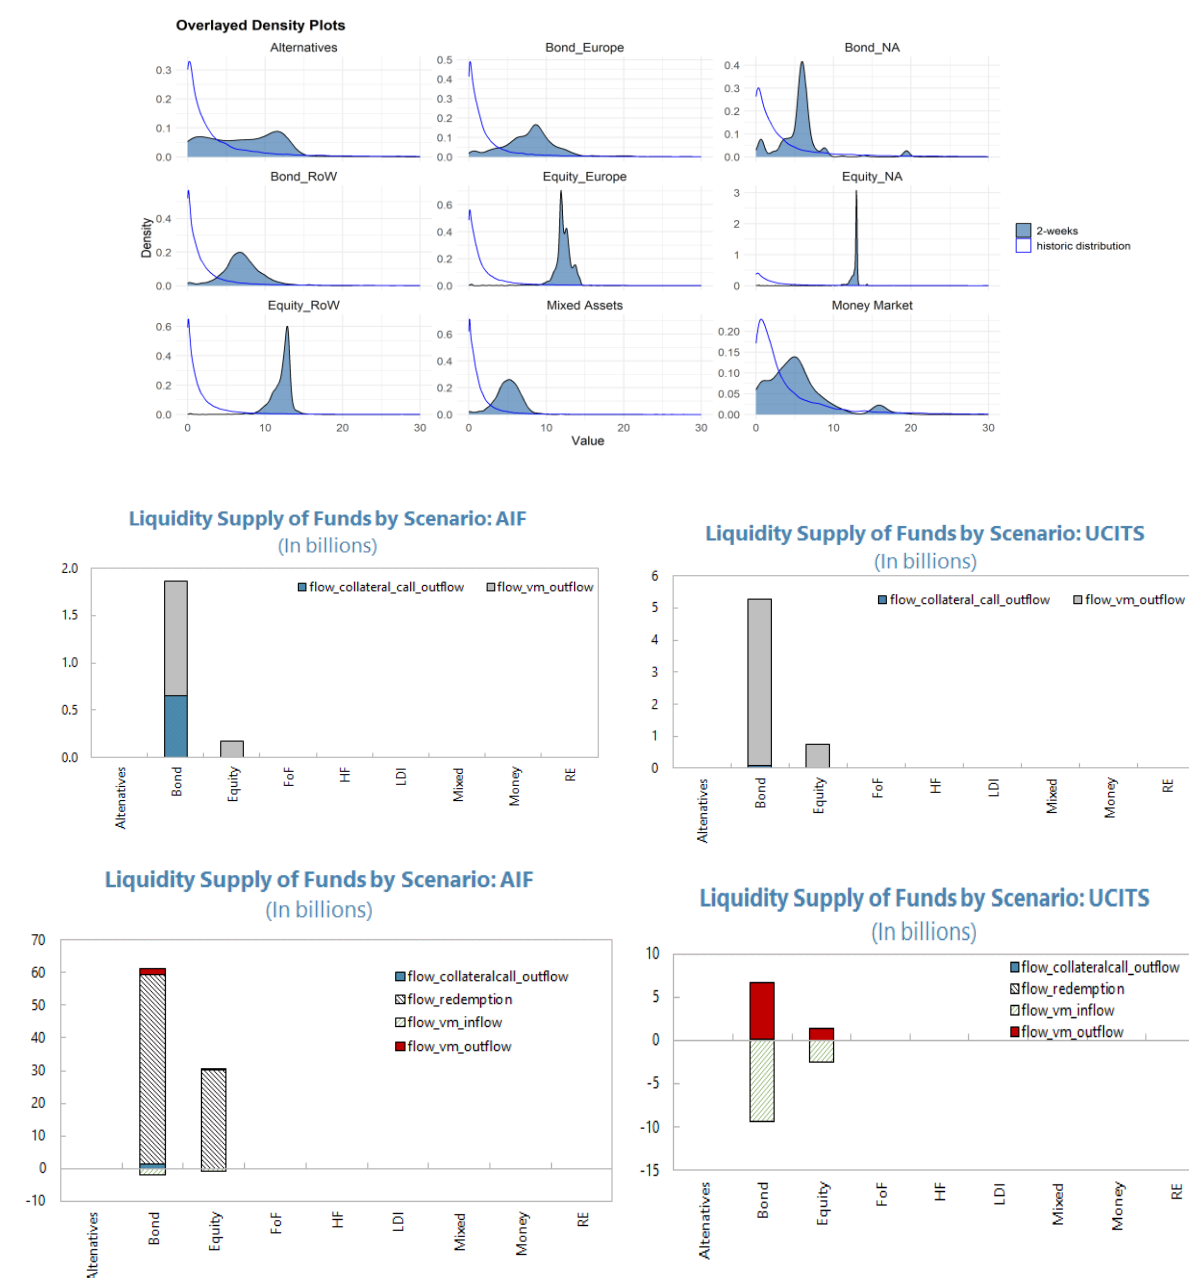 Overlayed Density Plots
Alternatives
Bond_Europe
Bond_NA
0.3
0.2
0.1
0.0
0.5
0.4
0.3
0.2
0.1
0.0
0.4
0.3
0.2
0.1
0.0
Bond_RoW
Equity_Europe
Equity_NA
Density
0.4
0.2
0.0
0.6
0.4
0.2
0.0
3
2
1
0
2-weeks
historic distribution
Equity_RoW
Mixed Assets
Money Market
0.6
0.4
0.2
0.0
0.6
0.4
0.2
0.0
0.20
0.15
0.10
0.05
0.00
0 10 20 30
0 10 20 30
0 10 20 30
Value
Liquidity Supply of Funds by Scenario: AIF
(In billions)
2.0
1.5
1.0
0.5
0.0
flow_collateral_call_outflow
flow_vm_outflow
Altenatives
Bond
Equity
FoF
HF
LDI
Mixed
Money
RE
Liquidity Supply of Funds by Scenario: UCITS
(In billions)
6
5
4
3
2
1
0
flow_collateral_call_outflow
flow_vm_outflow
Altenatives
Bond
Equity
FoF
HF
LDI
Mixed
Money
RE
Liquidity Supply of Funds by Scenario: AIF
(In billions)
70
60
50
40
30
20
10
0
-10
flow_collateralcall_outflow
flow_redemption
flow_vm_inflow
flow_vm_outflow
Altenatives
Bond
Equity
FoF
HF
LDI
Mixed
Money
RE
Liquidity Supply of Funds by Scenario: UCITS
(In billions)
10
5
0
-5
-10
-15
flow_collateralcall_outflow
flow_redemption
flow_vm_inflow
flow_vm_outflow
Altenatives
Bond
Equity
FoF
HF
LDI
Mixed
Money
RE